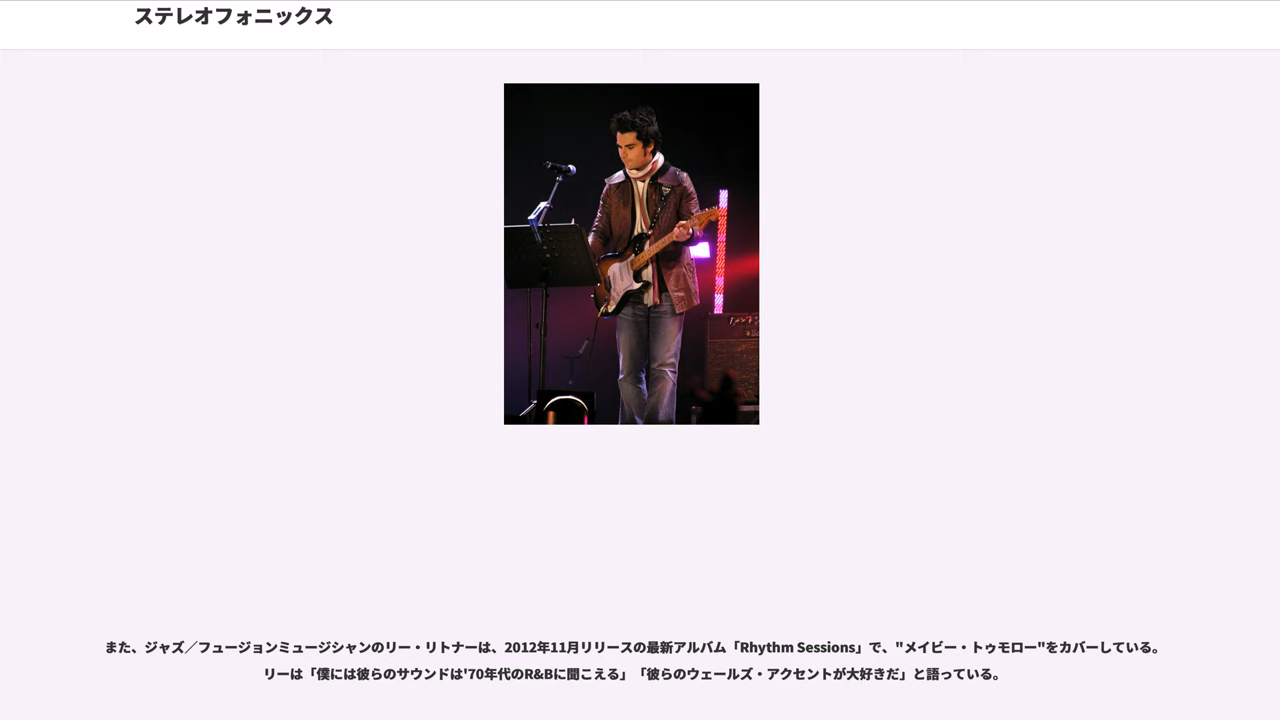 ステレオフォニックス
また、ジャズ／フュージョンミュージシャンのリー・リトナーは、2012年11月リリースの最新アルバム「Rhythm Sessions」で、"メイビー・トゥモロー"をカバーしている。
リーは「僕には彼らのサウンドは'70年代のR&Bに聞こえる」「彼らのウェールズ・アクセントが大好きだ」と語っている。